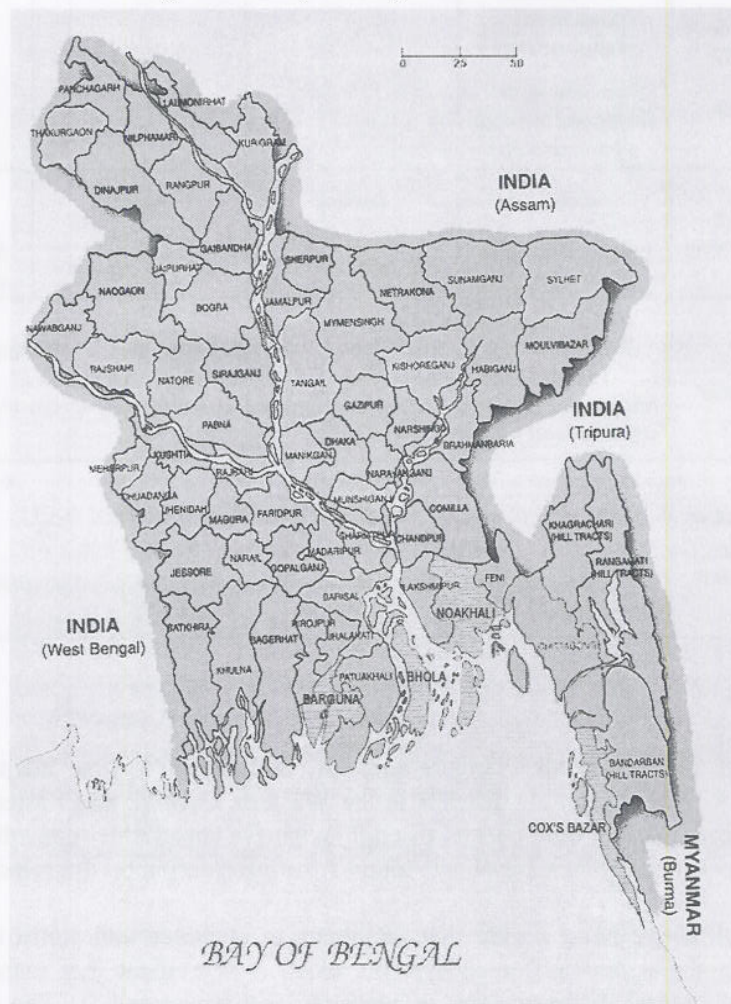 0 25 50
PANCHAGARH
LALMONIRHAT
THAKURGAON
NILPHAMARI
KURIGRAM
DINAJPUR
RANGPUR
INDIA
(Assam)
GAIBANDHA
SHERPUR
JAIPURHAT
SUNAMGANJ
SYLHET
NAOGAON
NETRAKONA
BOGRA
JAMALPUR
MYMENSINGH
NAWABGANJ
MOULVIBAZAR
RAJSHAHI
NATORE
SIRAJGANJ
TANGAIL
KISHOREGANJ
HABIGANJ
GAZIPUR
INDIA
(Tripura)
PABNA
DHAKA
NARSHINGDI
BRAHMANBARIA
MEHERPUR
KUSHTIA
RAJBARI
MANIKGANJ
NARAYANGANJ
CHUADANGA
JHENIDAH
MAGURA
FARIDPUR
MUNSHIGANJ
COMILLA
KHAGRACHARI
(HILL TRACTS)
CHANDPUR
NARAIL
MADARIPUR
GOPALGANJ
RANGAMATI
(HILL TRACTS)
JESSORE
BARISAL
LAKSHMIPUR
FENI
NOAKHALI
INDIA
(West Bengal)
SATKHIRA
KHULNA
BAGERHAT
PIROJPUR
JHALAKATI
CHITTAGONG
PATUAKHALI
BHOLA
BARGUNA
BANDARBAN
(HILL TRACTS)
COX'S BAZAR
MYANMAR
(Burma)
BAY OF BENGAL